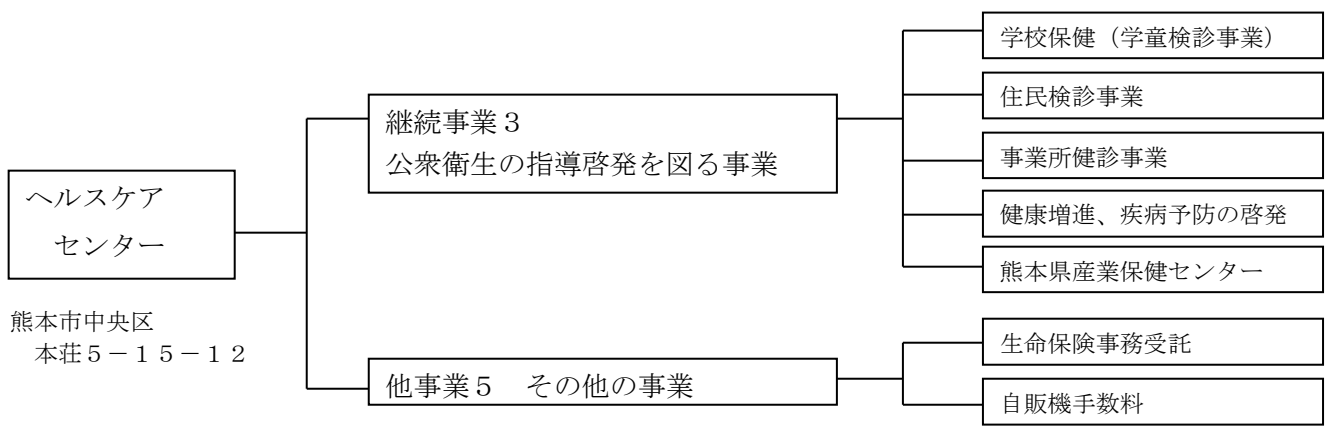 ヘルスケア
センター
熊本市中央区
本荘５－１５－１２
継続事業３
公衆衛生の指導啓発を図る事業
学校保健（学童検診事業）
住民検診事業
事業所健診事業
健康増進、疾病予防の啓発
熊本県産業保健センター
他事業５　その他の事業
生命保険事務受託
自販機手数料